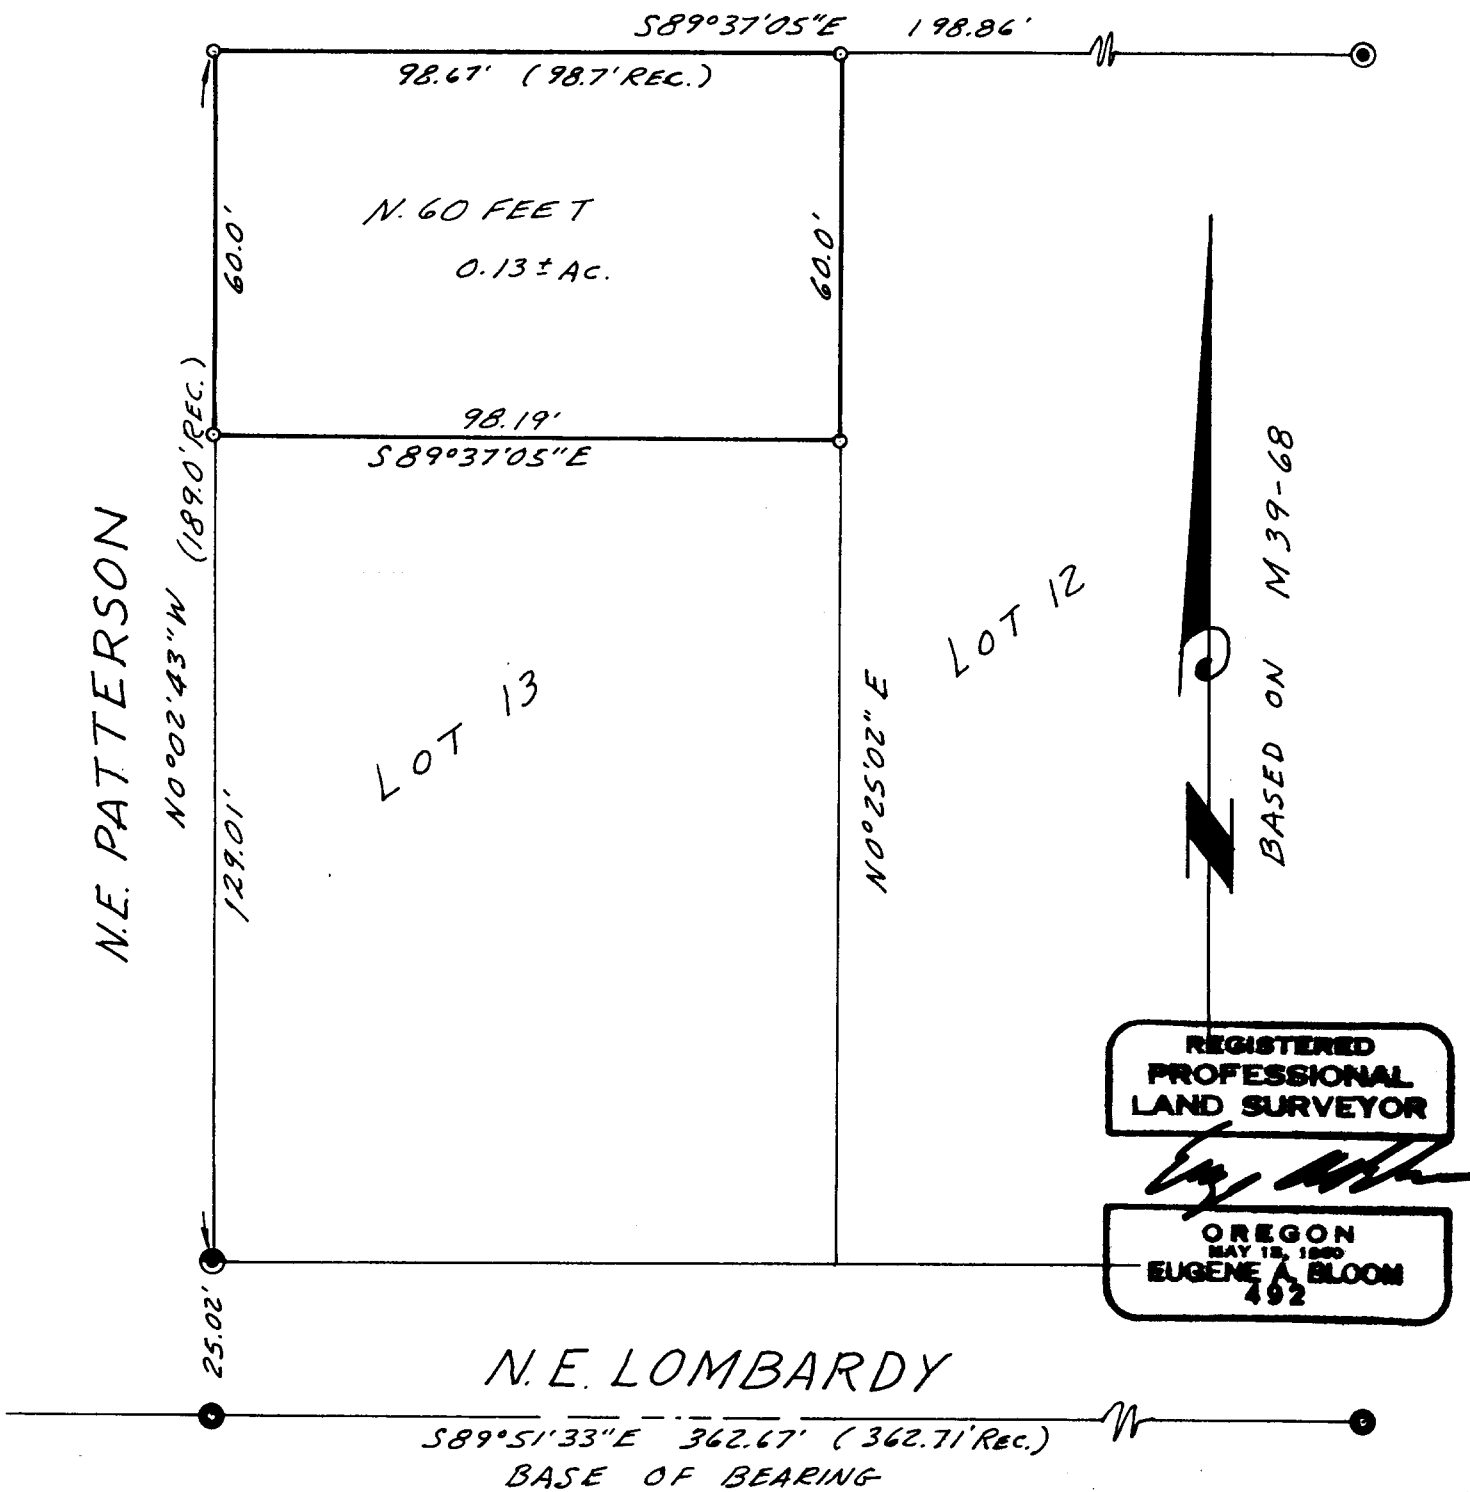 S89°37'05"E 198.86'
98.67' (98.7' REC.)
N. 60 FEET
0.13 ± AC.
60.0'
60.0'
98.19'
S89°37'05"E
N.E. PATTERSON
N0°02'43"W (189.0' REC.)
129.01'
LOT 13
LOT 12
N0°25'02"E
N
BASED ON M39-68
REGISTERED
PROFESSIONAL
LAND SURVEYOR
OREGON
EUGENE A. BLOOM
492
25.02'
N.E. LOMBARDY
S89°51'33"E 362.67' (362.71' REC.)
BASE OF BEARING